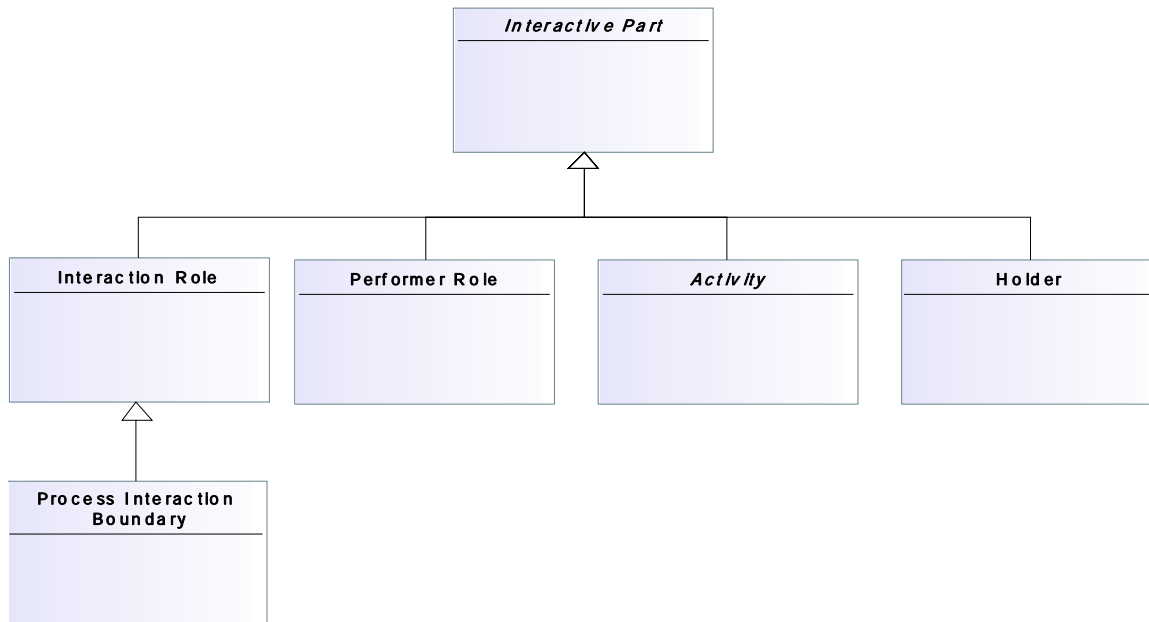 Interactive Part
Interaction Role
Performer Role
Activity
Holder
Process Interaction
Boundary